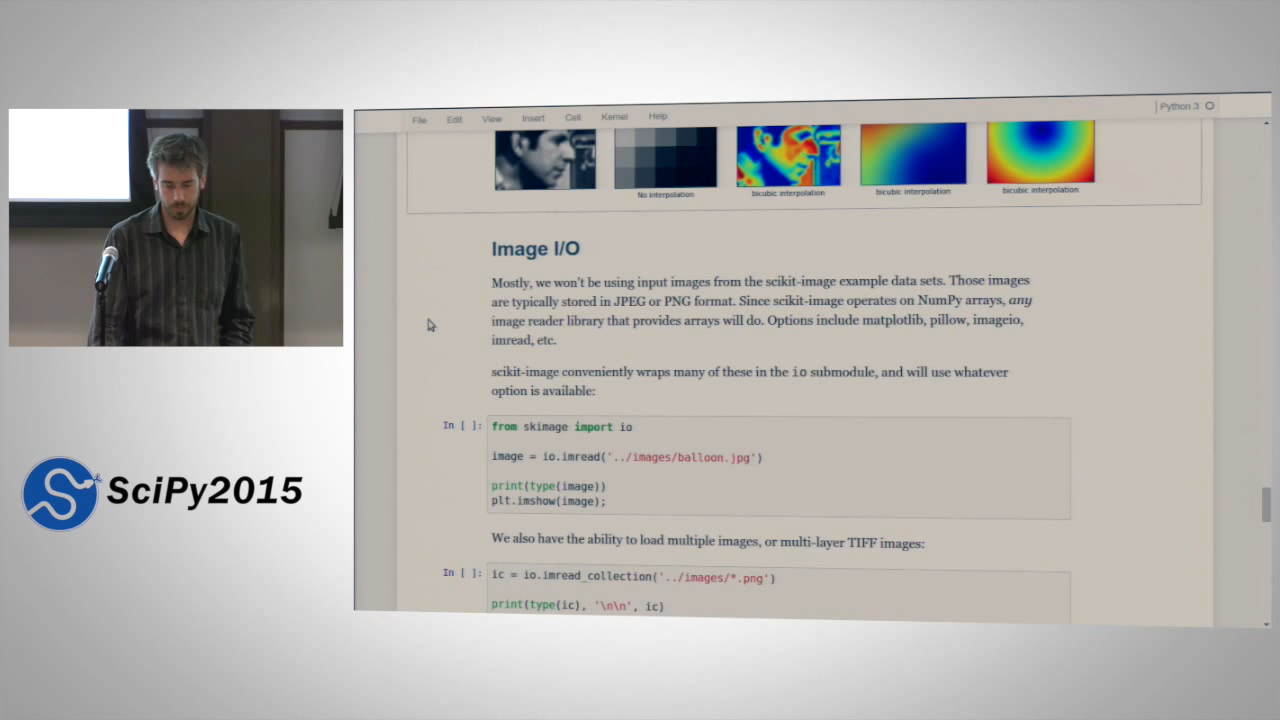 File Edit View Insert Cell Kernel Help Python 3
No interpolation bicubic interpolation bicubic interpolation bicubic interpolation
Image I/O
Mostly, we won't be using input images from the scikit-image example data sets. Those images
are typically stored in JPEG or PNG format. Since scikit-image operates on NumPy arrays, any
image reader library that provides arrays will do. Options include matplotlib, pillow, imageio,
imread, etc.
scikit-image conveniently wraps many of these in the io submodule, and will use whatever
option is available:
In [ ]: from skimage import io
image = io.imread('../images/balloon.jpg')
print(type(image))
plt.imshow(image);
We also have the ability to load multiple images, or multi-layer TIFF images:
In [ ]: ic = io.imread_collection('../images/*.png')
print(type(ic), '\n\n', ic)
SciPy2015